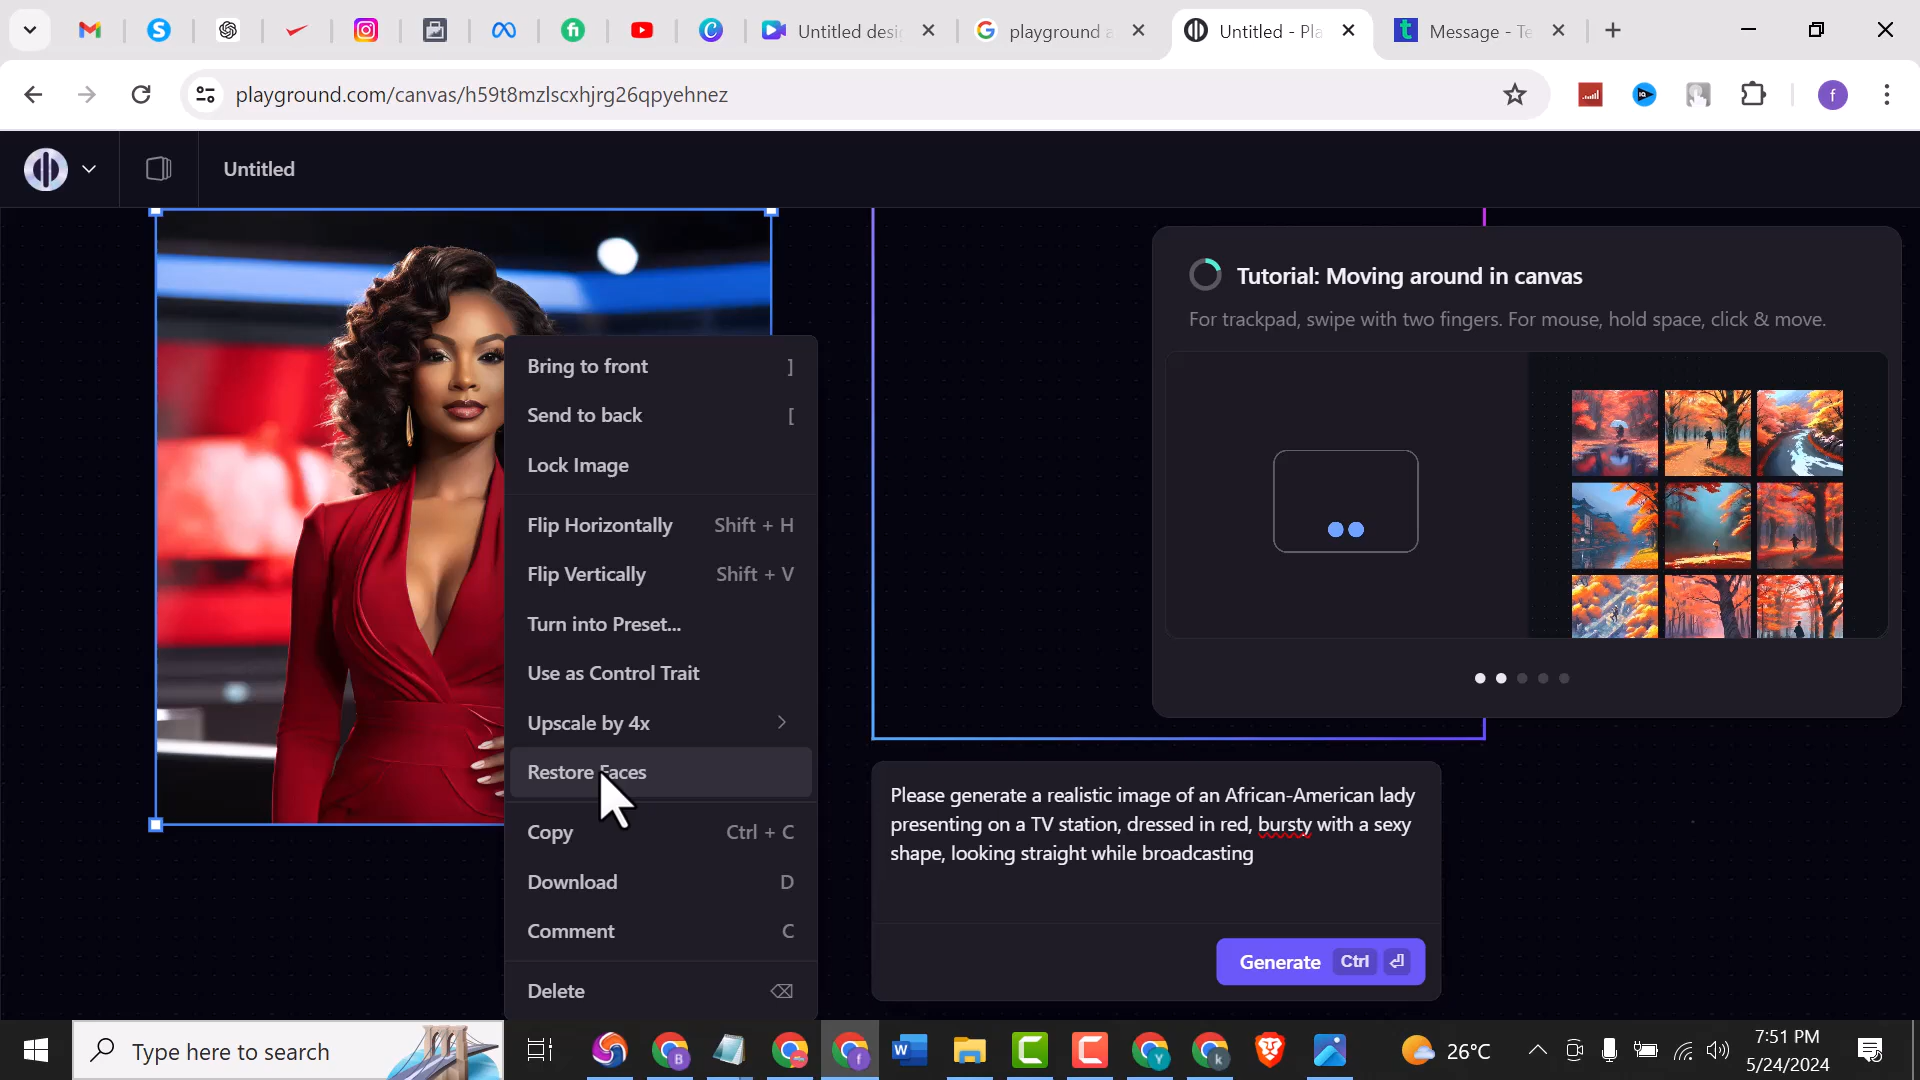 Untitled desi
playground a
Untitled - Pla
Message - Te
playground.com/canvas/h59t8mzlscxhjrg26qpyehnez
f
Untitled
Tutorial: Moving around in canvas
For trackpad, swipe with two fingers. For mouse, hold space, click & move.
Bring to front ]
Send to back [
Lock Image
Flip Horizontally Shift + H
Flip Vertically Shift + V
Turn into Preset...
Use as Control Trait
Upscale by 4x
Restore Faces
Copy Ctrl + C
Download D
Comment C
Delete
Please generate a realistic image of an African-American lady
presenting on a TV station, dressed in red, bursty with a sexy
shape, looking straight while broadcasting
Generate Ctrl
Type here to search
26°C
7:51 PM
5/24/2024